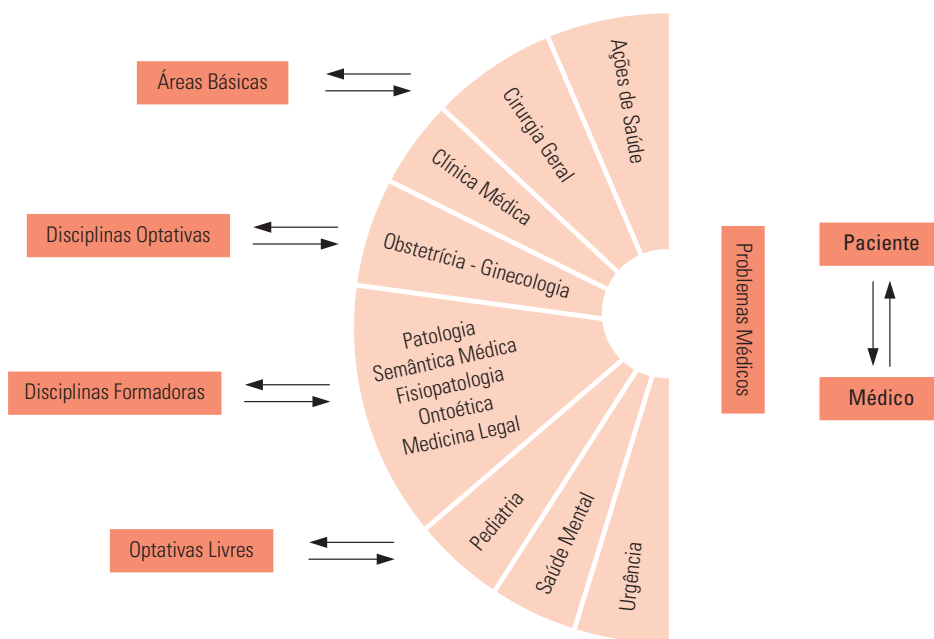 Áreas Básicas
Disciplinas Optativas
Disciplinas Formadoras
Optativas Livres
Ações de Saúde
Cirurgia Geral
Clínica Médica
Obstetrícia - Ginecologia
Patologia
Semântica Médica
Fisiopatologia
Ontoética
Medicina Legal
Pediatria
Saúde Mental
Urgência
Problemas Médicos
Paciente
Médico